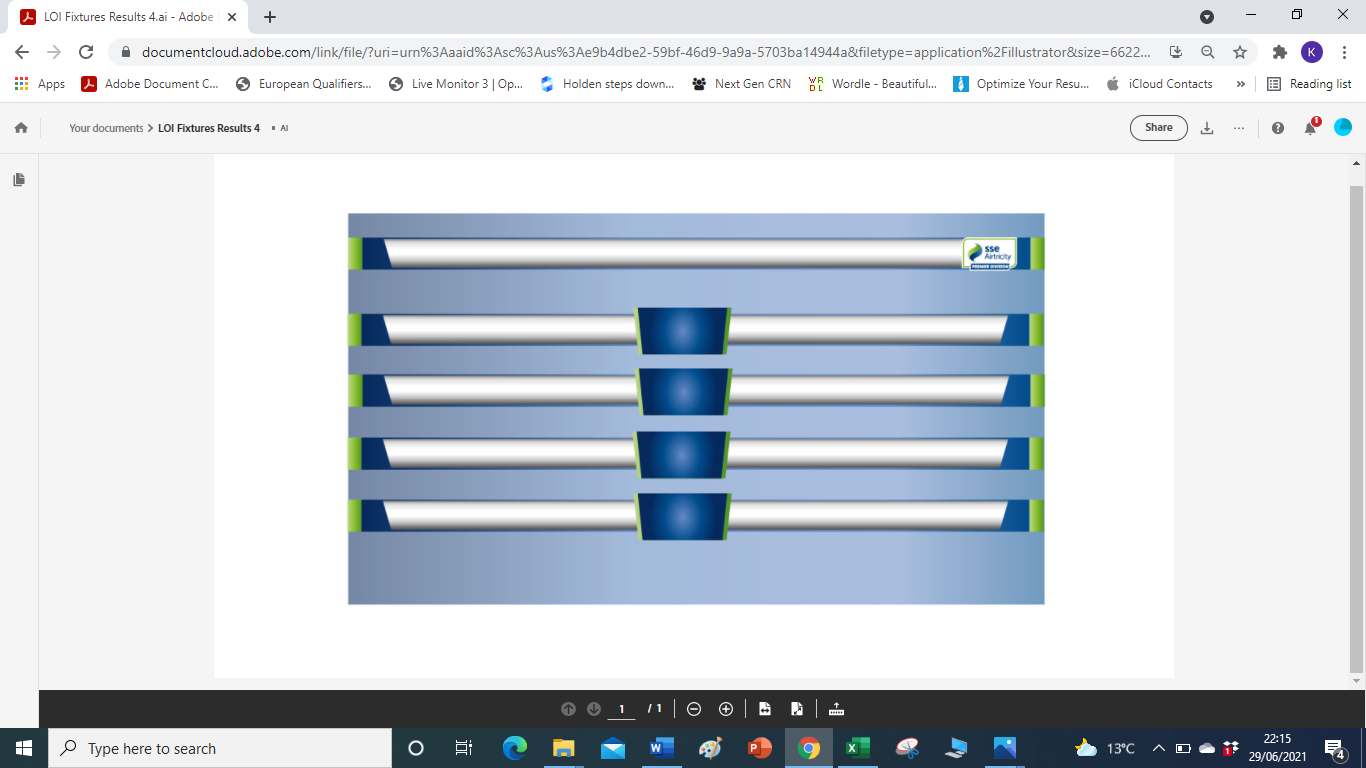 LOI Fixtures Results 4.ai - Adobe
documentcloud.adobe.com/link/file/?uri=urn%3Aaaid%3Asc%3Aus%3Ae9b4dbe2-59bf-46d9-9a9a-5703ba14944a&filetype=application%2Fillustrator&size=6622...
K
Apps
Adobe Document C...
European Qualifiers...
Live Monitor 3 | Op...
Holden steps down...
Next Gen CRN
Wordle - Beautiful...
Optimize Your Resu...
iCloud Contacts
»
Reading list
Your documents > LOI Fixtures Results 4 ▪ AI
Share
1
sse
Airtricity
PREMIER DIVISION
1 / 1
Type here to search
13°C
1
22:15
29/06/2021
4